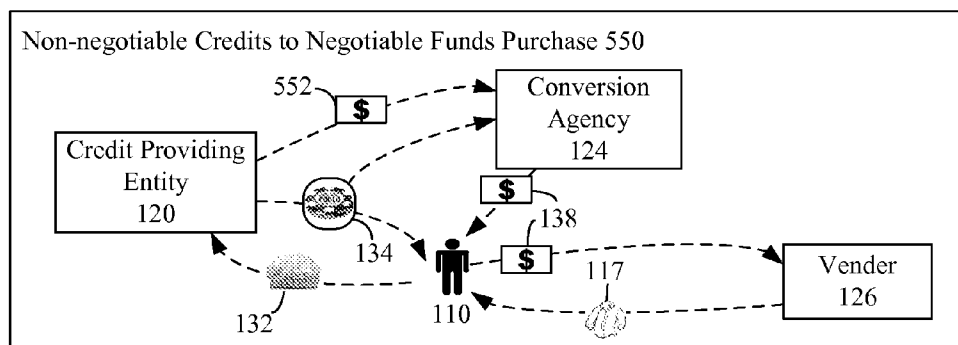 Non-negotiable Credits to Negotiable Funds Purchase 550
552
$
Conversion
Agency
124
Credit Providing
Entity
120
134
$
138
$
117
Vender
126
132
110